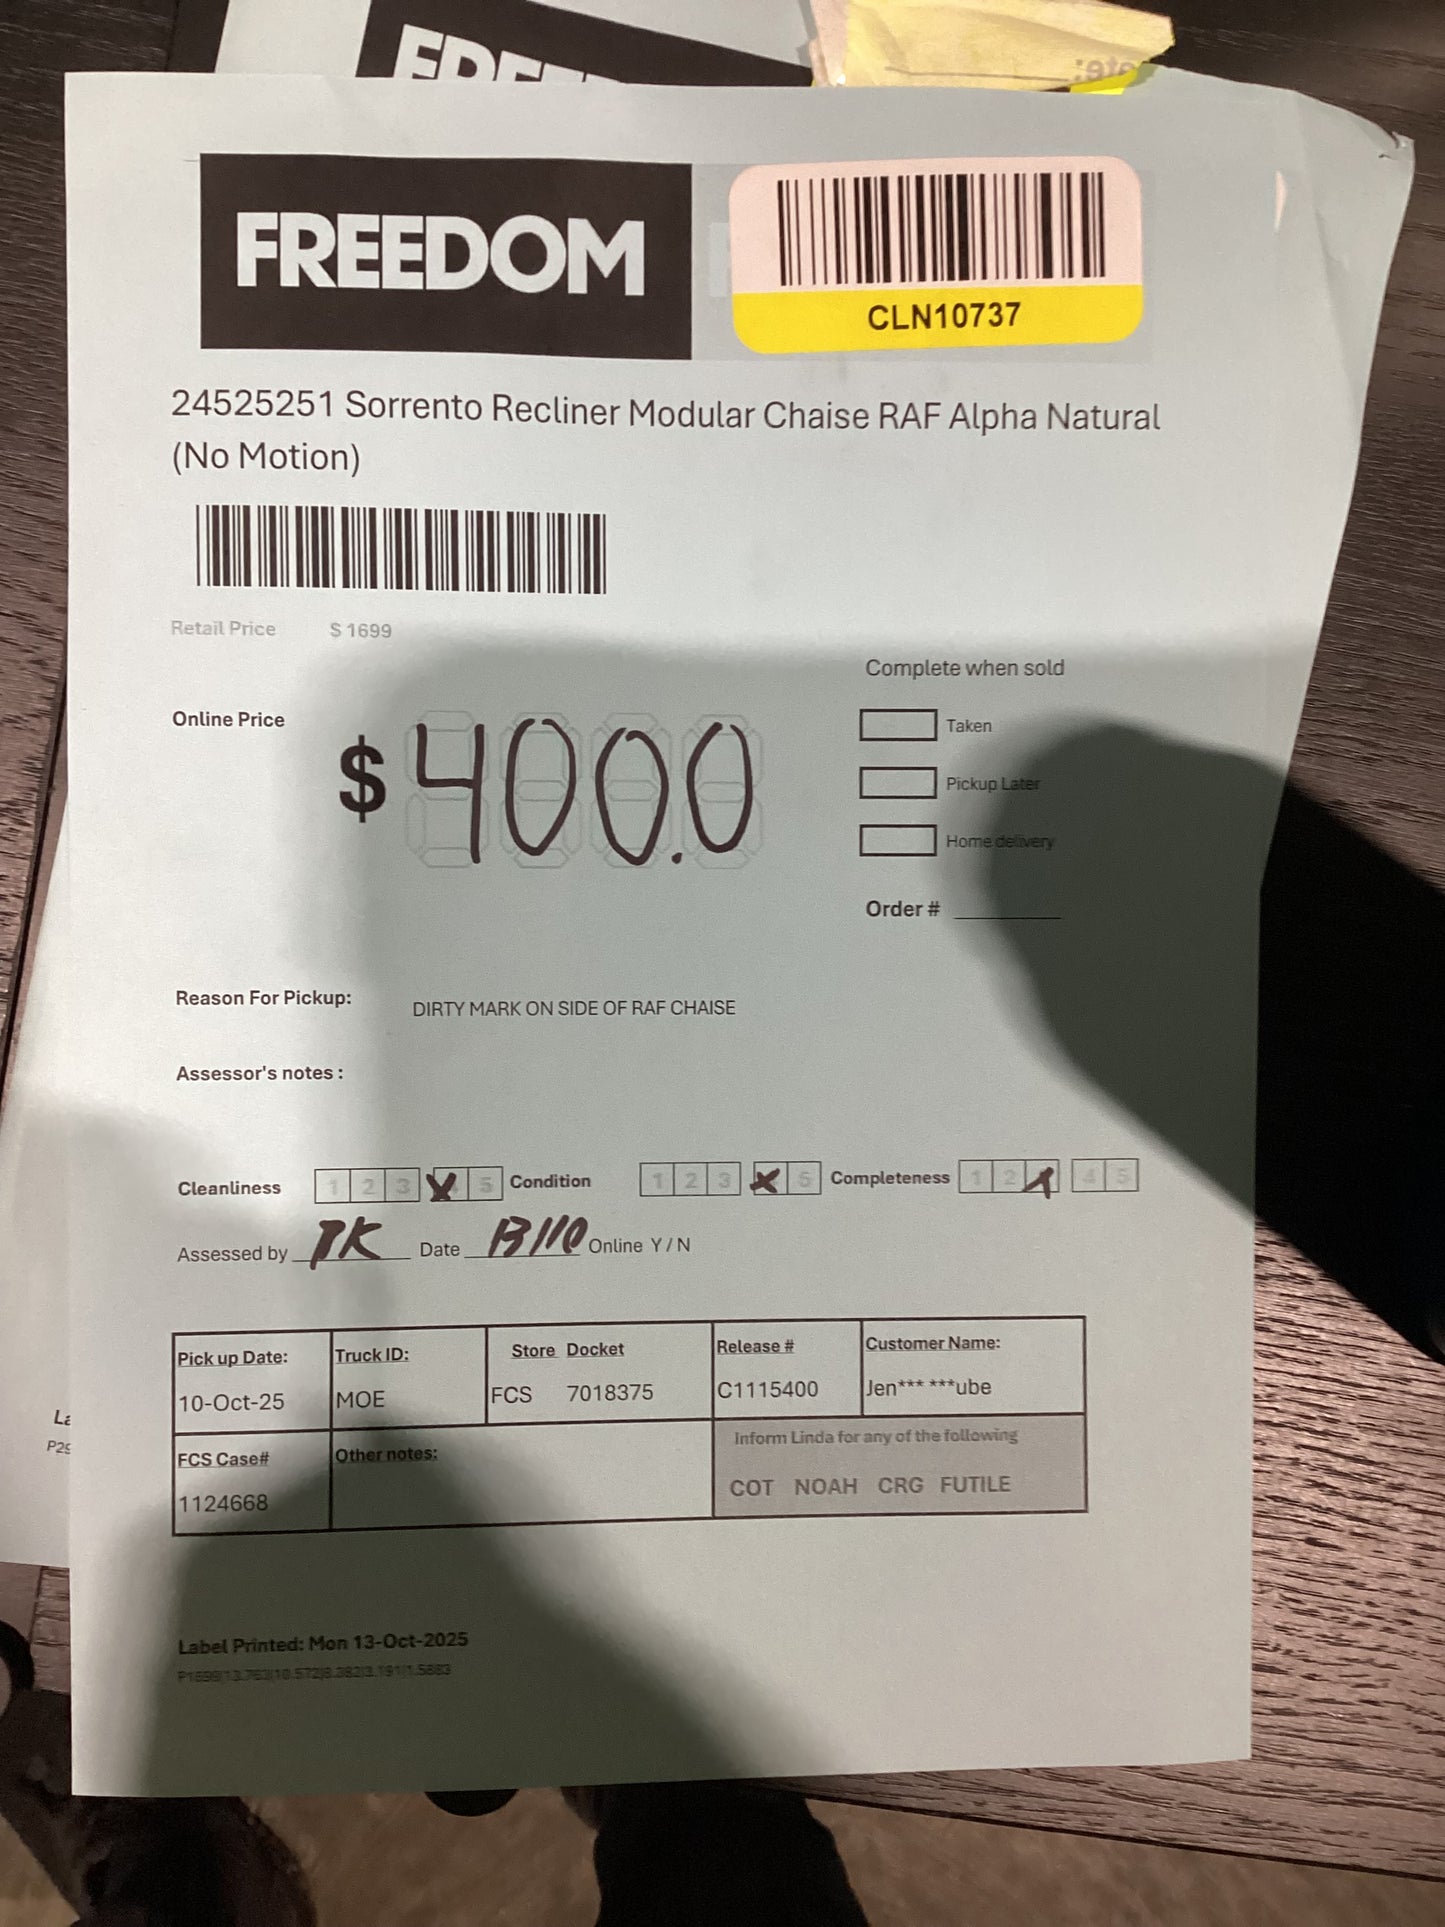 FREEDOM
CLN10737
24525251 Sorrento Recliner Modular Chaise RAF Alpha Natural
(No Motion)
Retail Price $ 1699
Complete when sold
Online Price
$ 400.0
Taken
Pickup Later
Home delivery
Order #
Reason For Pickup: DIRTY MARK ON SIDE OF RAF CHAISE
Assessor's notes :
Cleanliness 1 2 3 5 Condition 1 2 3 5 Completeness 1 2 4 5
Assessed by PK Date 13/10 Online Y / N
Pick up Date: Truck ID: Store Docket Release # Customer Name:
10-Oct-25 MOE FCS 7018375 C1115400 Jen*** ***ube
FCS Case# Other notes: Inform Linda for any of the following
1124668 COT NOAH CRG FUTILE
Label Printed: Mon 13-Oct-2025